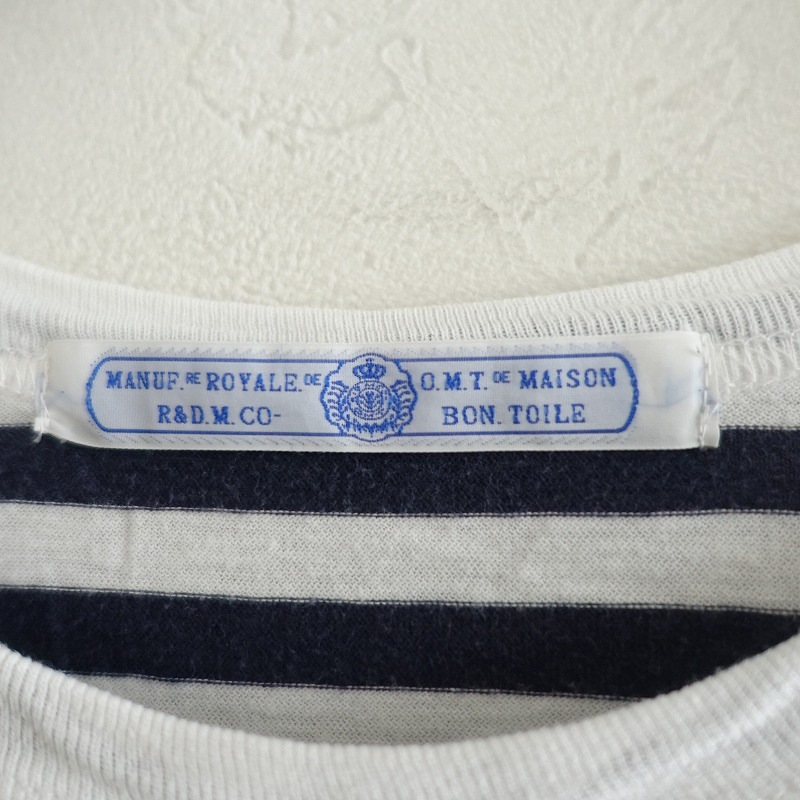 MANUF.RE ROYALE.DE O.M.T. DE MAISON
R&D.M.CO- BON. TOILE